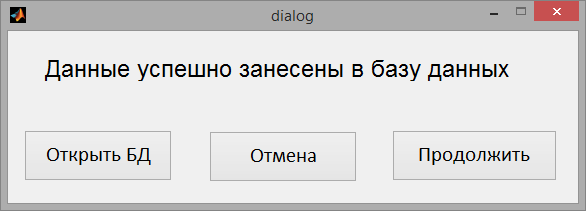 dialog
Данные успешно занесены в базу данных
Открыть БД
Отмена
Продолжить